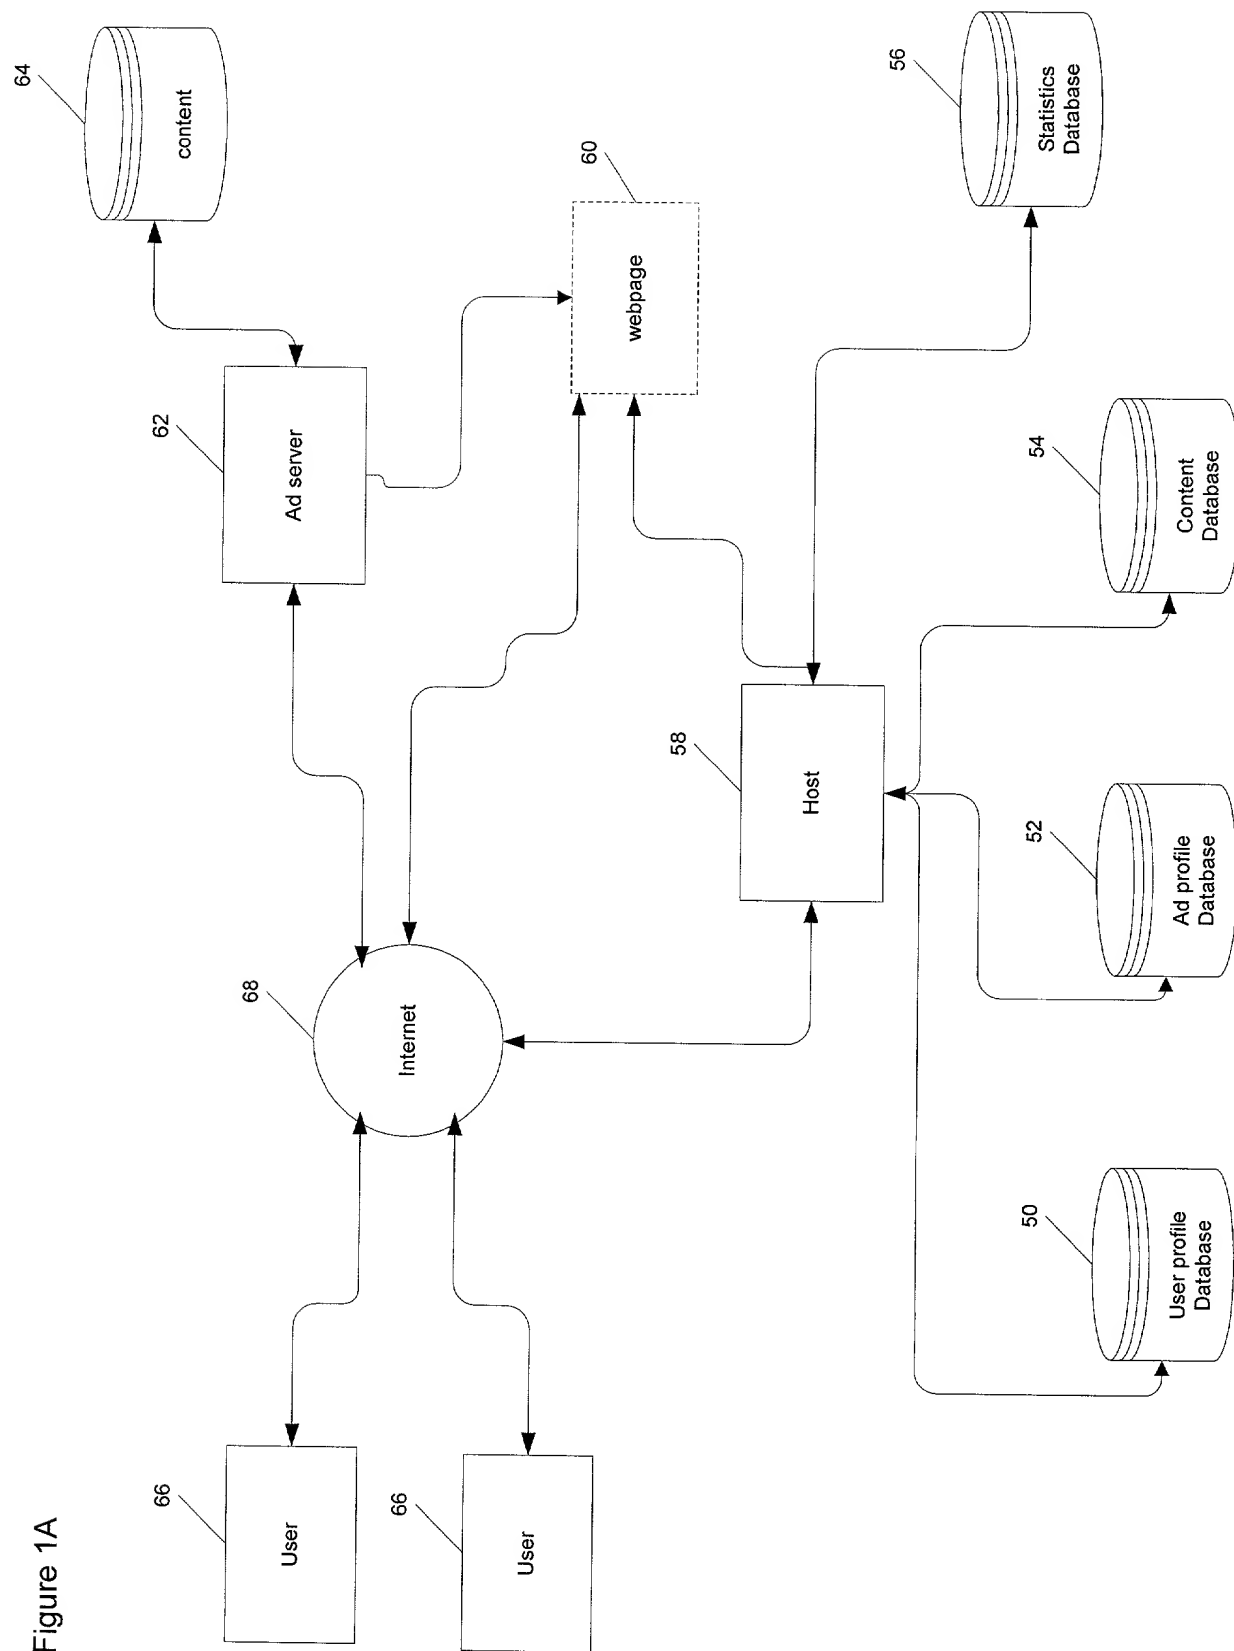 Figure 1A
66
User
66
User
68
Internet
62
Ad server
64
content
60
webpage
58
Host
50
User profile
Database
52
Ad profile
Database
54
Content
Database
56
Statistics
Database